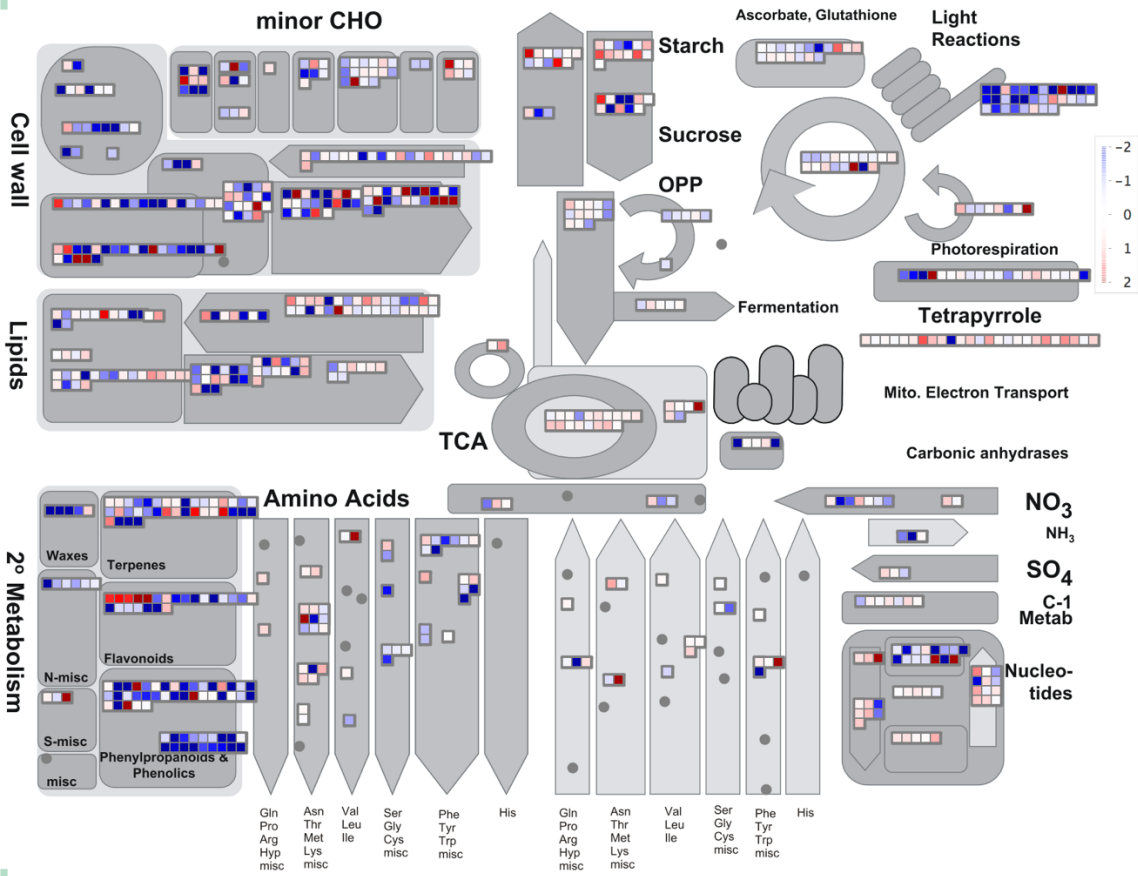 minor CHO
Ascorbate, Glutathione
Light
Reactions
Starch
Sucrose
Cell wall
OPP
-2
-1
0
1
2
Photorespiration
Fermentation
Tetrapyrrole
Lipids
Mito. Electron Transport
TCA
Carbonic anhydrases
Amino Acids
NO3
NH3
SO4
C-1
Metab
Nucleo-
tides
2º Metabolism
Waxes
Terpenes
N-misc
Flavonoids
S-misc
misc
Phenylpropanoids &
Phenolics
Gln
Pro
Arg
Hyp
misc
Asn
Thr
Met
Lys
misc
Val
Leu
Ile
Ser
Gly
Cys
misc
Phe
Tyr
Trp
misc
His
Gln
Pro
Arg
Hyp
misc
Asn
Thr
Met
Lys
misc
Val
Leu
Ile
Ser
Gly
Cys
misc
Phe
Tyr
Trp
misc
His